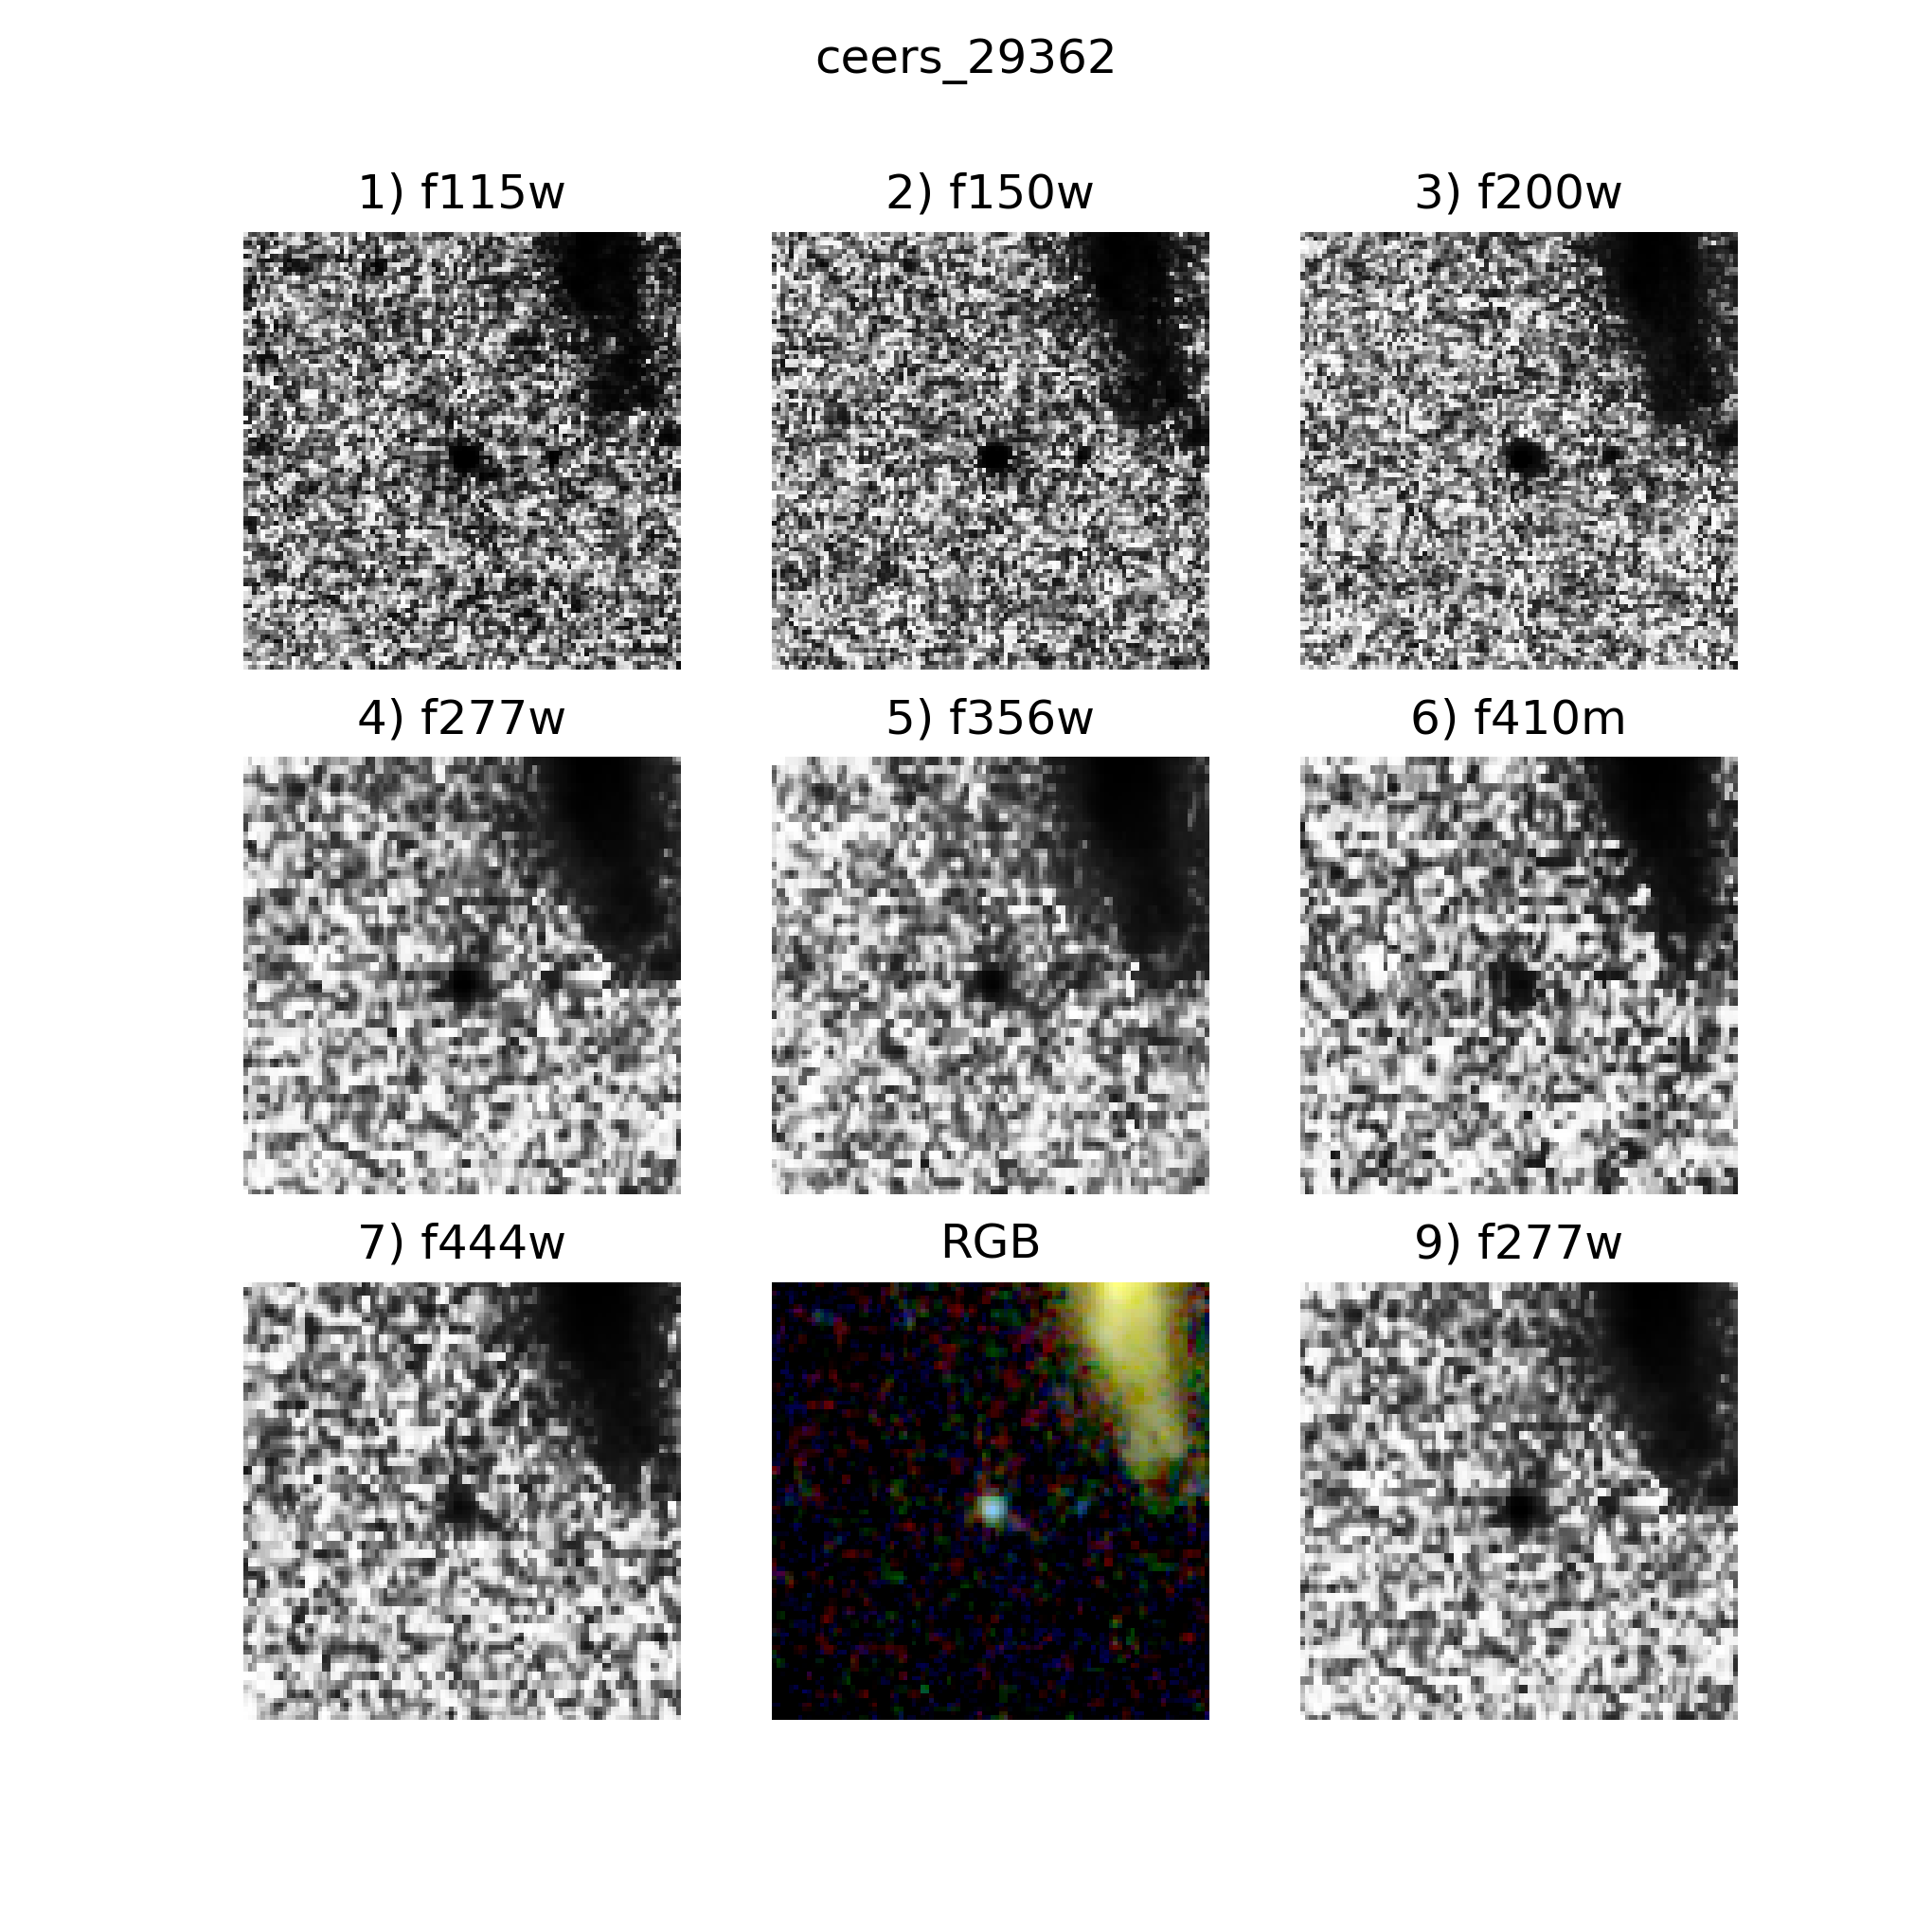 ceers_29362
1) f115w
2) f150w
3) f200w
4) f277w
5) f356w
6) f410m
7) f444w
RGB
9) f277w